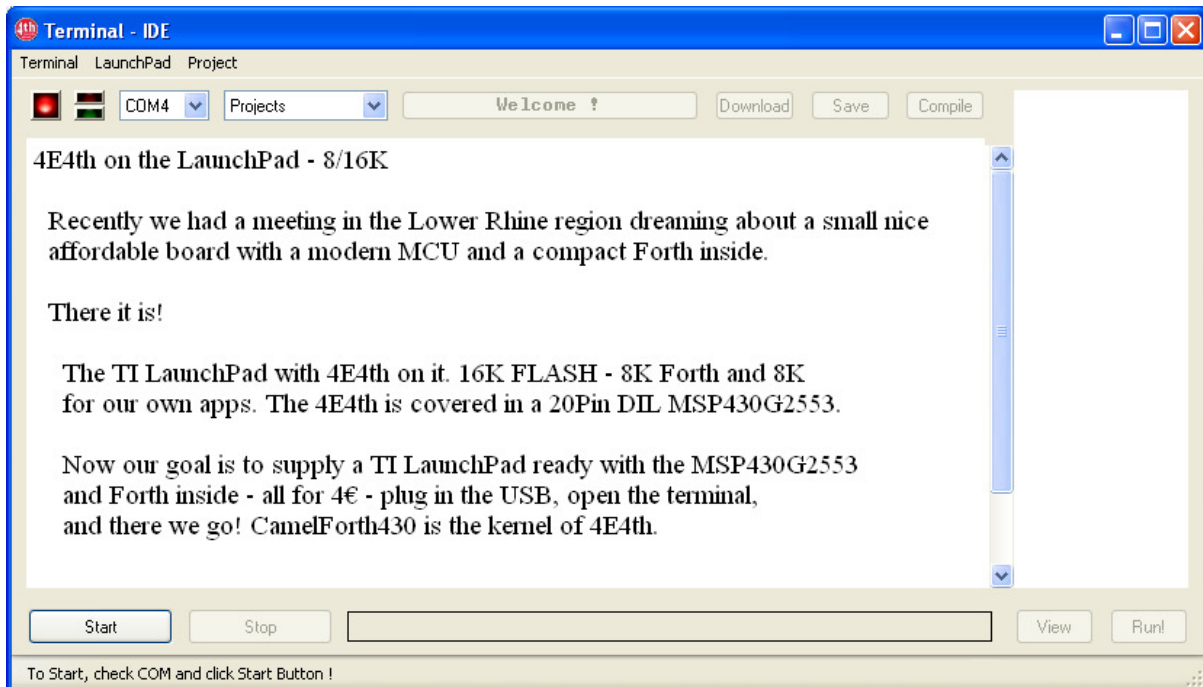 4th Terminal - IDE
Terminal LaunchPad Project
COM4 Projects Welcome ! Download Save Compile
4E4th on the LaunchPad - 8/16K
Recently we had a meeting in the Lower Rhine region dreaming about a small nice
affordable board with a modern MCU and a compact Forth inside.
There it is!
The TI LaunchPad with 4E4th on it. 16K FLASH - 8K Forth and 8K
for our own apps. The 4E4th is covered in a 20Pin DIL MSP430G2553.
Now our goal is to supply a TI LaunchPad ready with the MSP430G2553
and Forth inside - all for 4€ - plug in the USB, open the terminal,
and there we go! CamelForth430 is the kernel of 4E4th.
Start Stop View Run!
To Start, check COM and click Start Button !